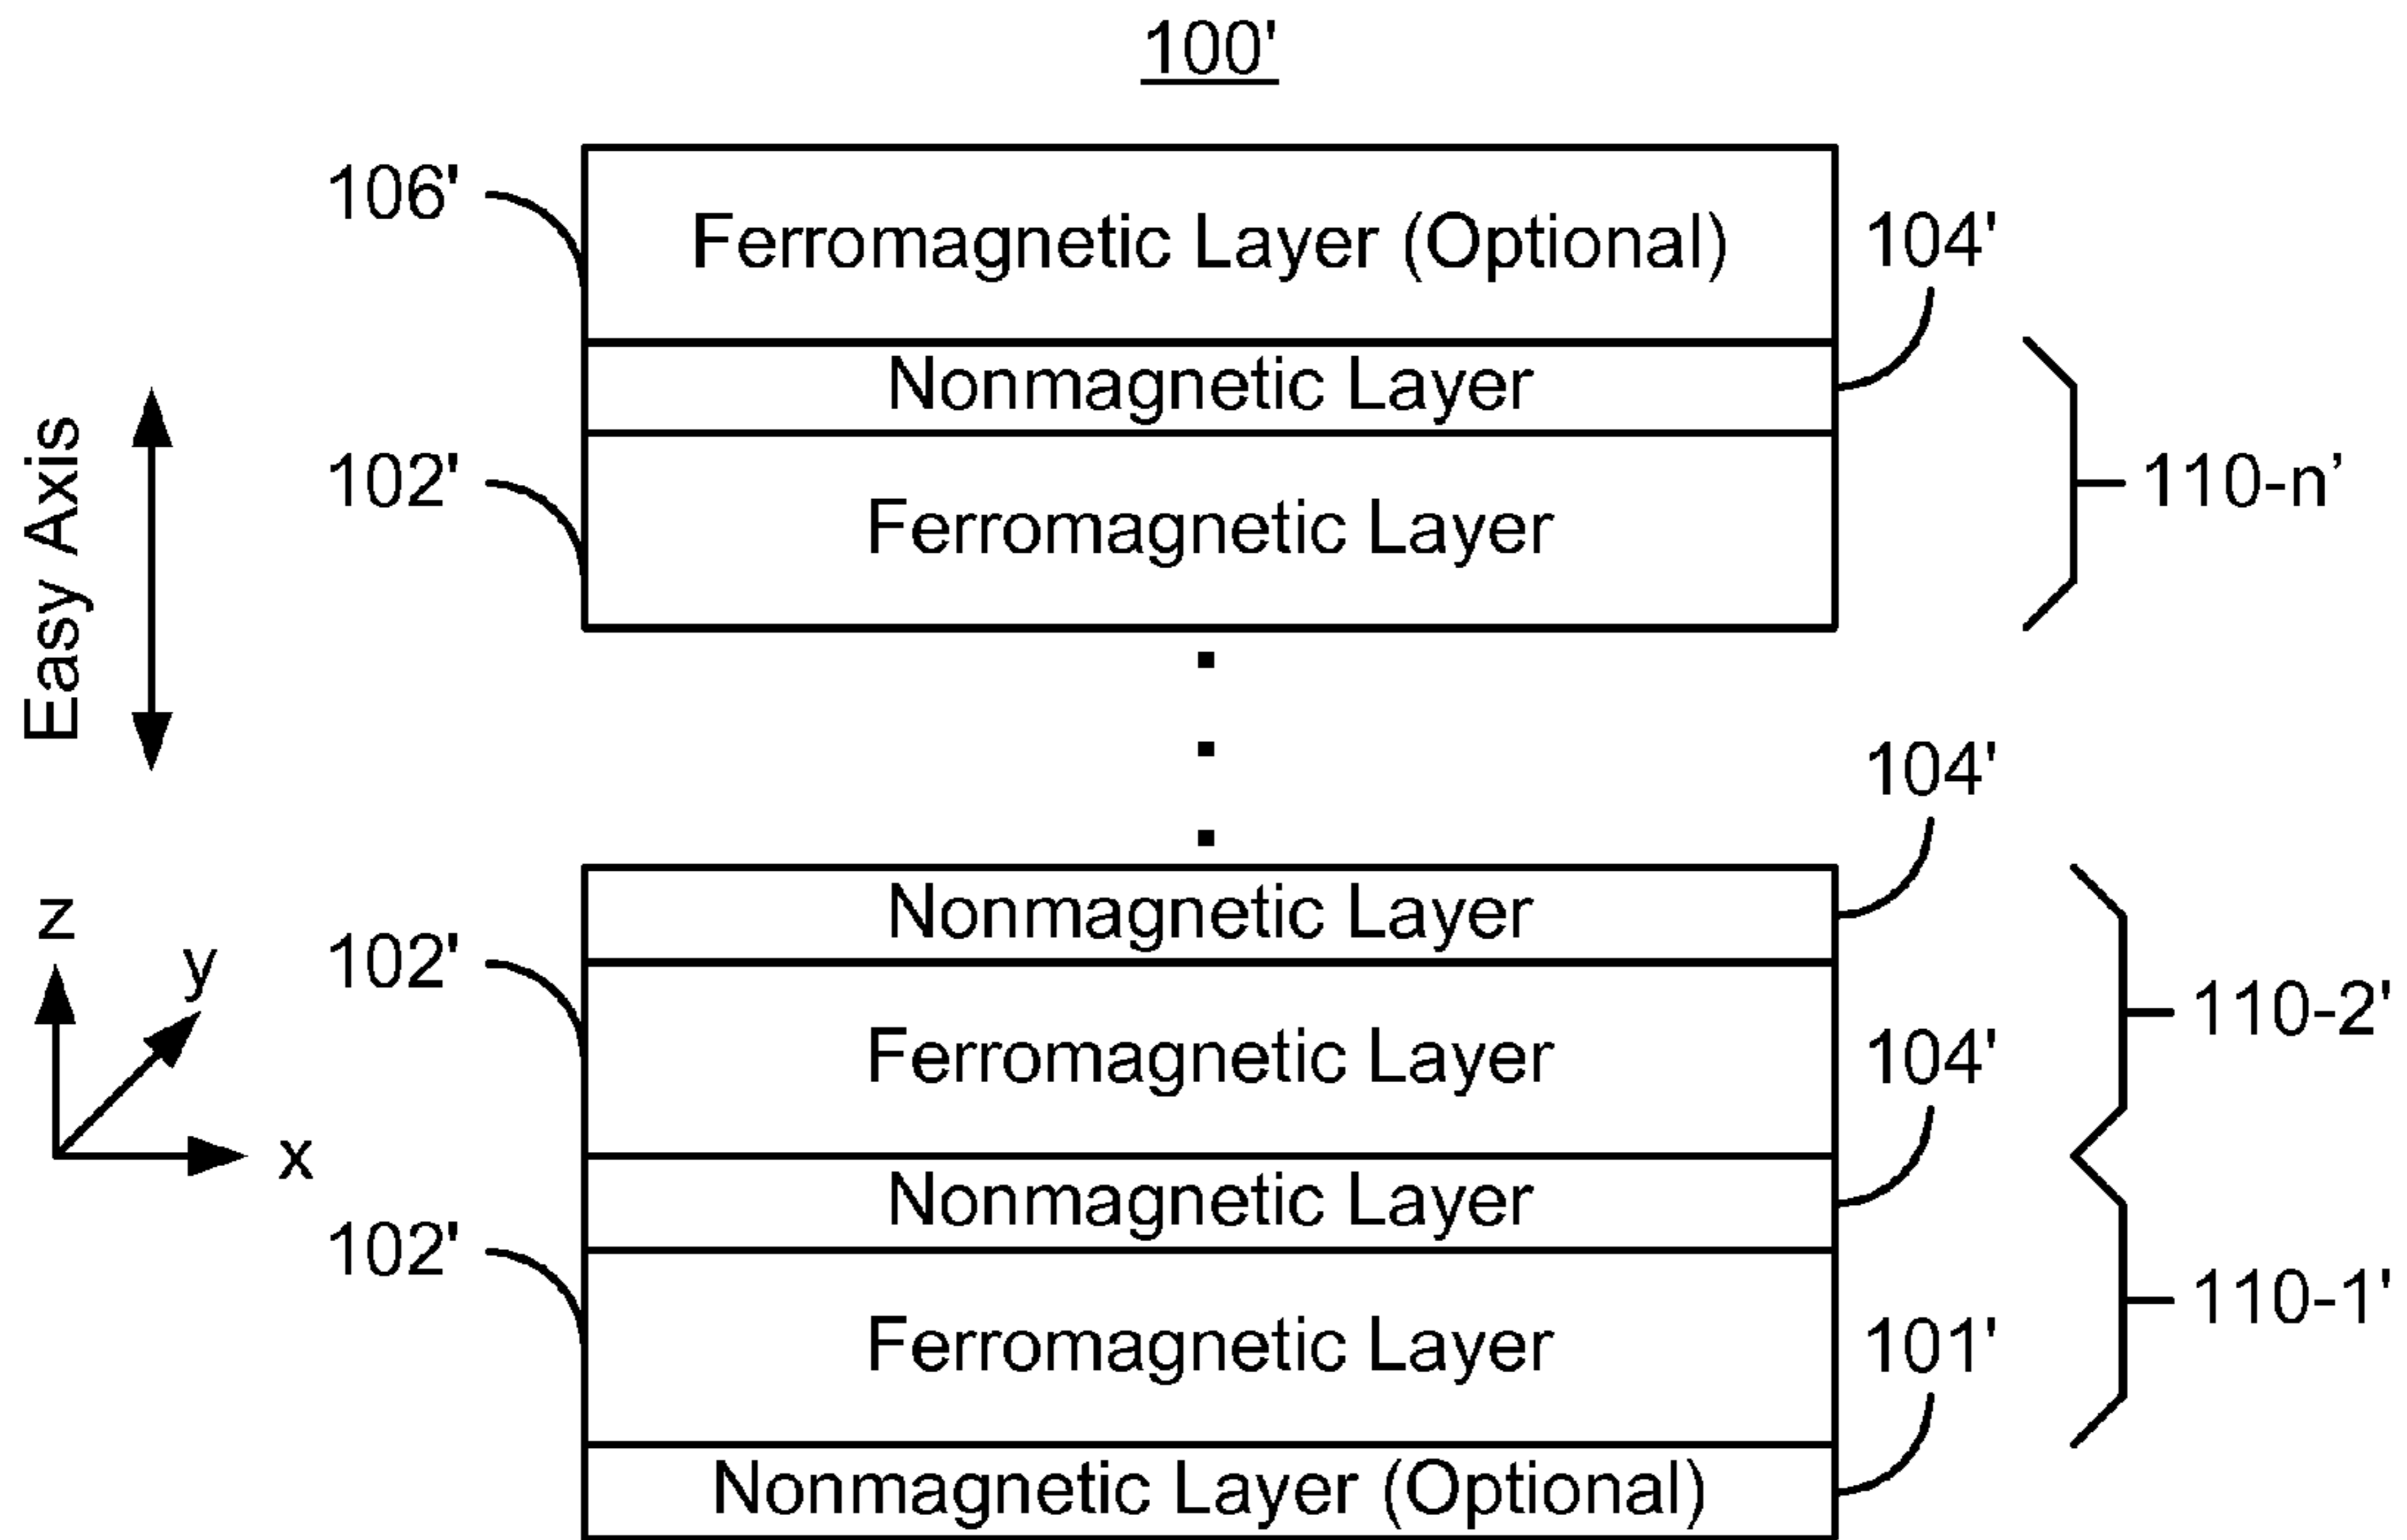 100'
106'
Ferromagnetic Layer (Optional)
104'
Nonmagnetic Layer
102'
Ferromagnetic Layer
110-n’
Easy Axis
104'
Nonmagnetic Layer
z
y
x
102'
Ferromagnetic Layer
110-2'
104'
Nonmagnetic Layer
102'
Ferromagnetic Layer
110-1'
101'
Nonmagnetic Layer (Optional)